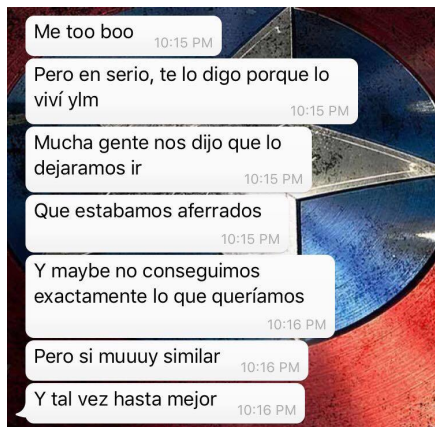 Me too boo
10:15 PM
Pero en serio, te lo digo porque lo
viví ylm
10:15 PM
Mucha gente nos dijo que lo
dejaramos ir
10:15 PM
Que estabamos aferrados
10:15 PM
Y maybe no conseguimos
exactamente lo que queríamos
10:16 PM
Pero si muuuy similar
10:16 PM
Y tal vez hasta mejor
10:16 PM